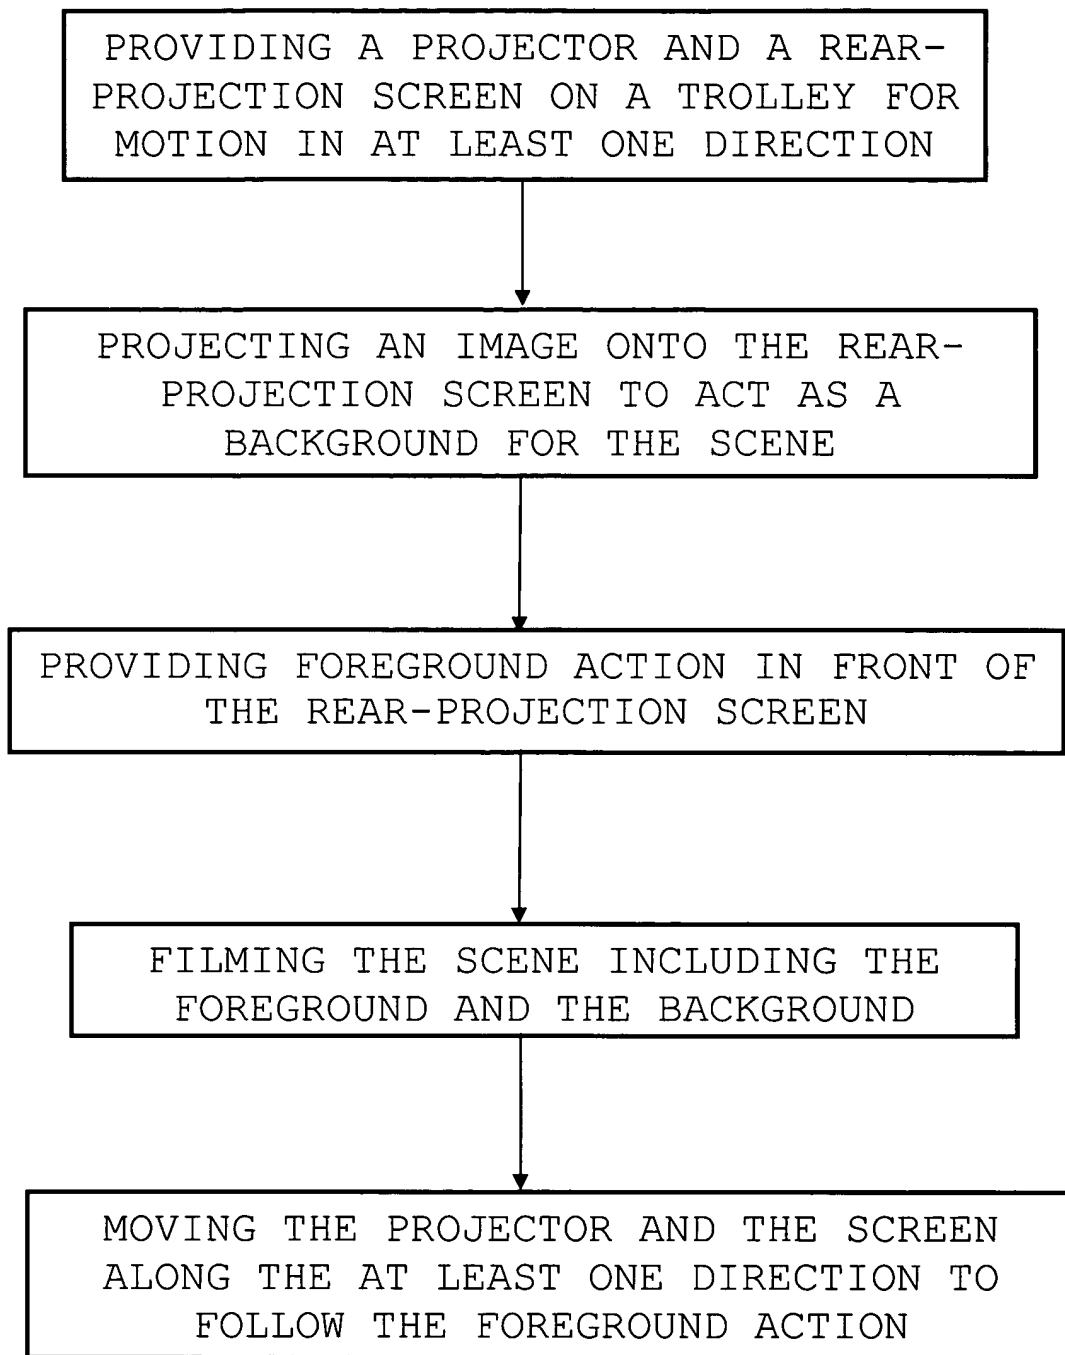 PROVIDING A PROJECTOR AND A REAR-
PROJECTION SCREEN ON A TROLLEY FOR
MOTION IN AT LEAST ONE DIRECTION
PROJECTING AN IMAGE ONTO THE REAR-
PROJECTION SCREEN TO ACT AS A
BACKGROUND FOR THE SCENE
PROVIDING FOREGROUND ACTION IN FRONT OF
THE REAR-PROJECTION SCREEN
FILMING THE SCENE INCLUDING THE
FOREGROUND AND THE BACKGROUND
MOVING THE PROJECTOR AND THE SCREEN
ALONG THE AT LEAST ONE DIRECTION TO
FOLLOW THE FOREGROUND ACTION